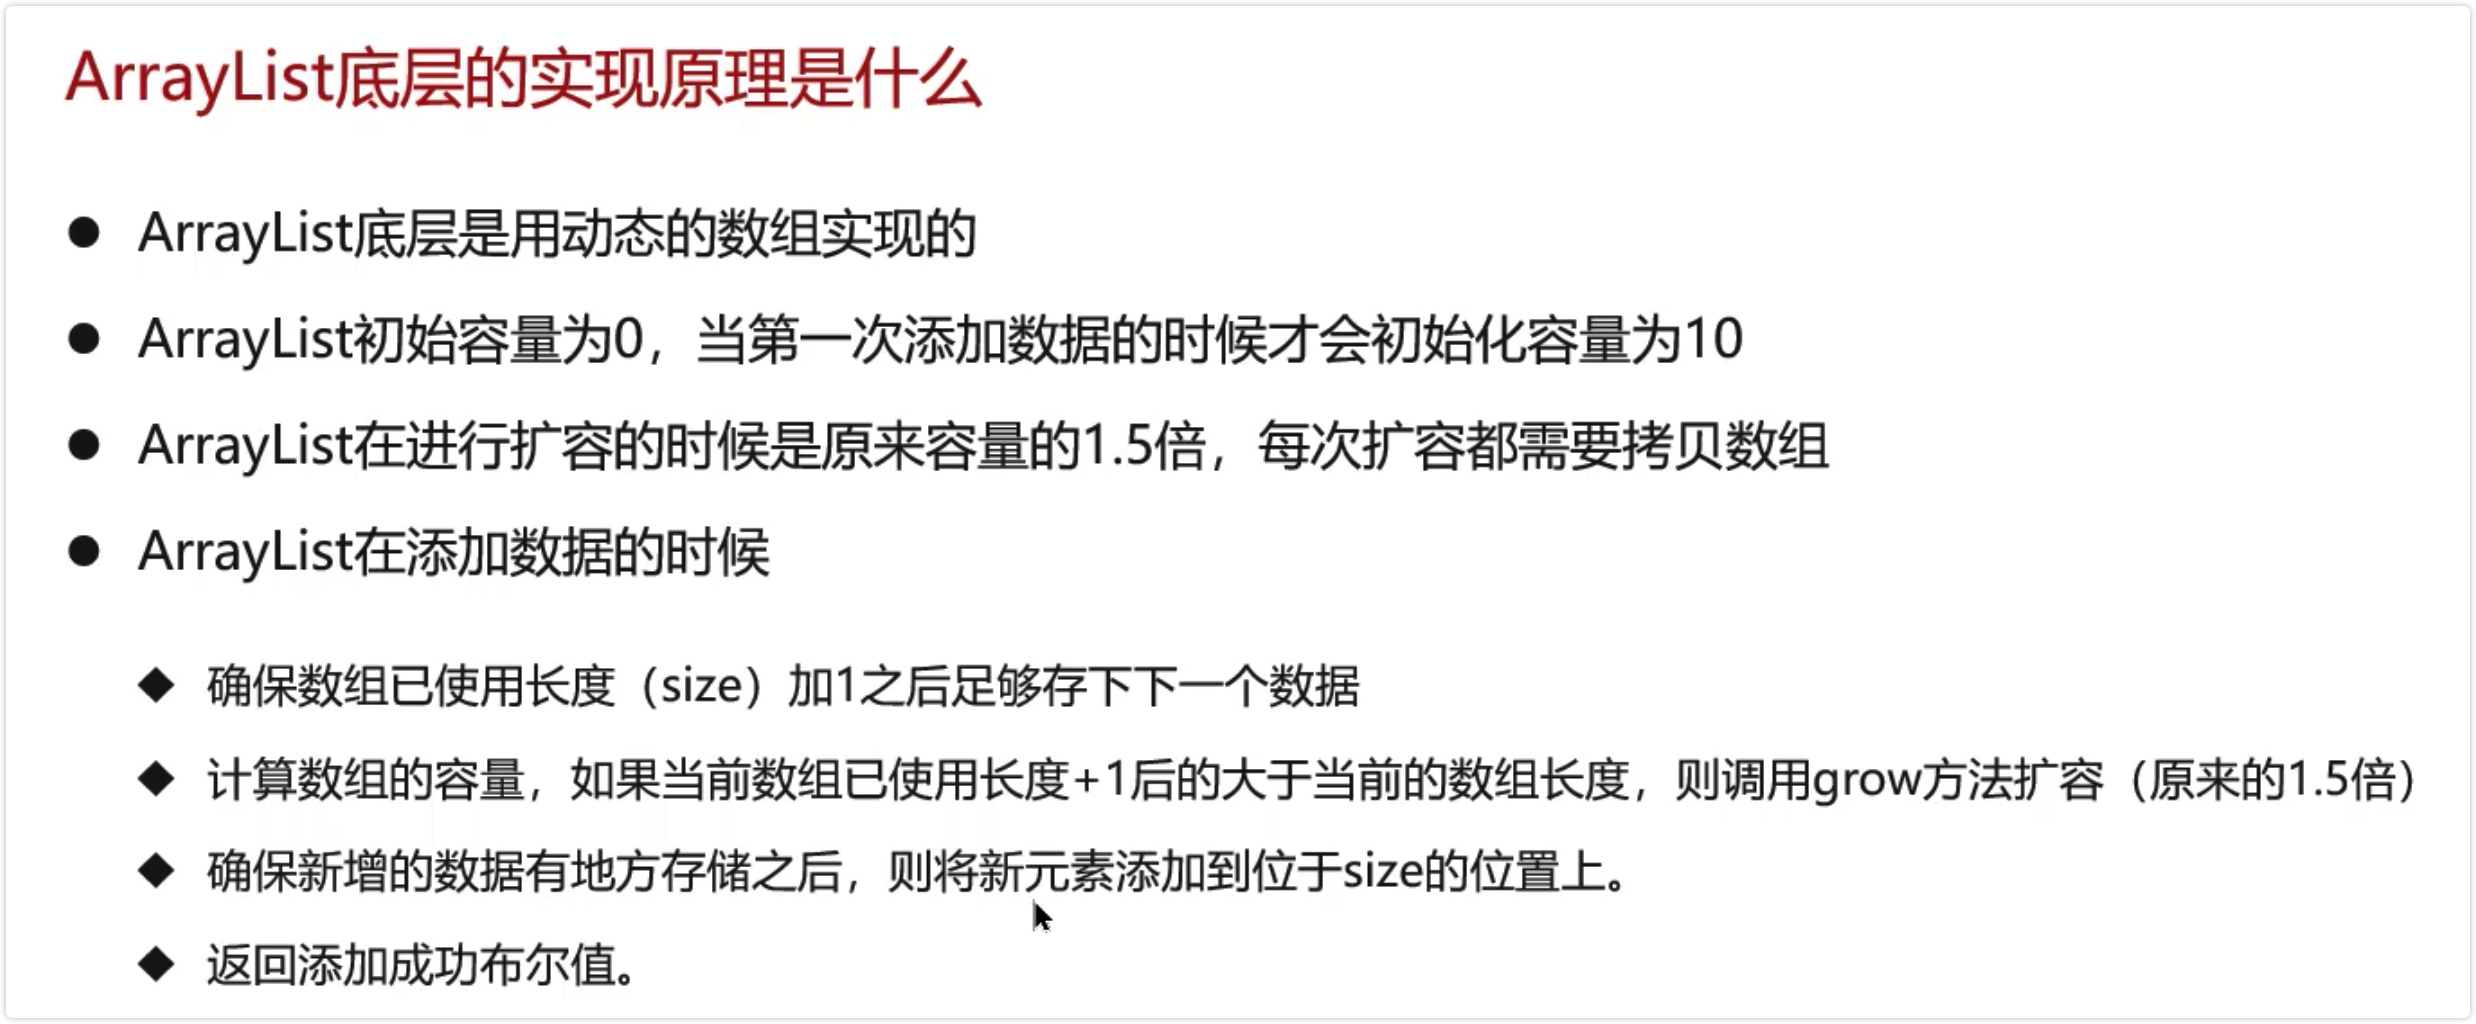 ArrayList底层的实现原理是什么
ArrayList底层是用动态的数组实现的
ArrayList初始容量为0，当第一次添加数据的时候才会初始化容量为10
ArrayList在进行扩容的时候是原来容量的1.5倍，每次扩容都需要拷贝数组
ArrayList在添加数据的时候
确保数组已使用长度（size）加1之后足够存下下一个数据
计算数组的容量，如果当前数组已使用长度+1后的大于当前的数组长度，则调用grow方法扩容（原来的1.5倍）
确保新增的数据有地方存储之后，则将新元素添加到位于size的位置上。
返回添加成功布尔值。